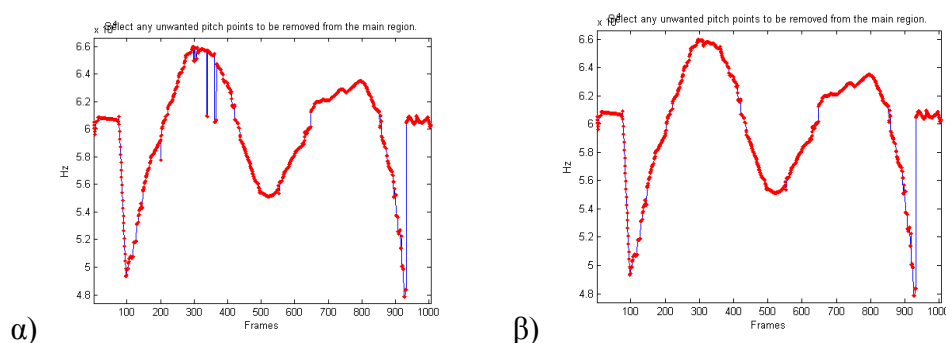 Select any unwanted pitch points to be removed from the main region.
x 10^4
6.6
6.4
6.2
6
5.8
5.6
5.4
5.2
5
4.8
Hz
100 200 300 400 500 600 700 800 900 1000
Frames
α)
Select any unwanted pitch points to be removed from the main region.
x 10^4
6.6
6.4
6.2
6
5.8
5.6
5.4
5.2
5
4.8
Hz
100 200 300 400 500 600 700 800 900 1000
Frames
β)